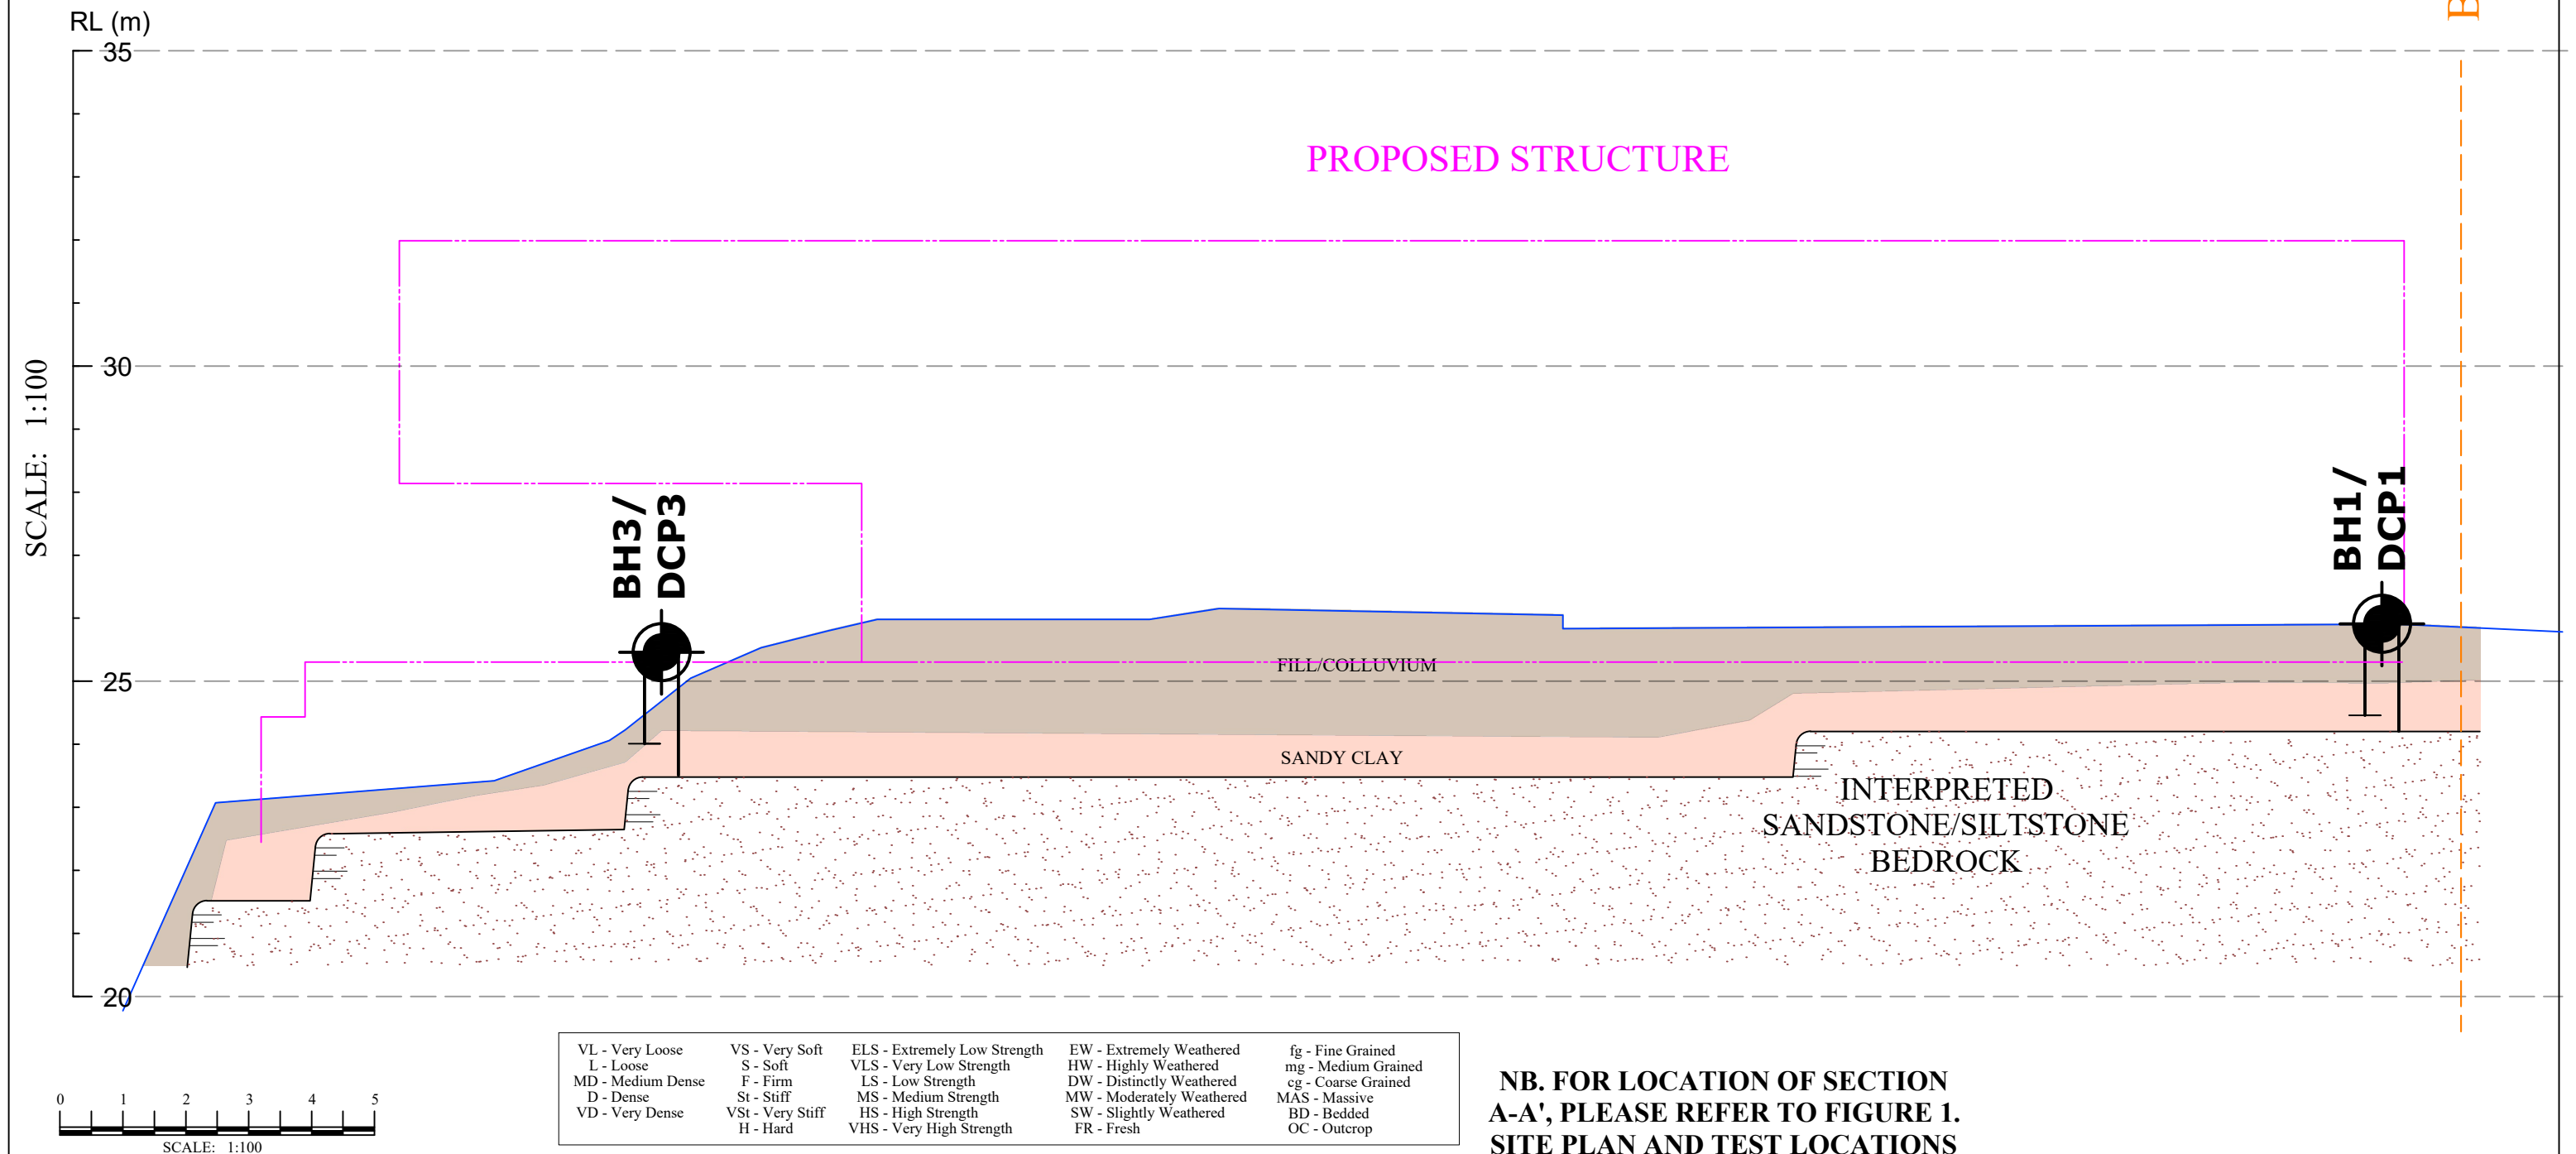 RL (m)
35
30
25
20
SCALE: 1:100
PROPOSED STRUCTURE
BH3/
DCP3
BH1/
DCP1
FILL/COLLUVIUM
SANDY CLAY
INTERPRETED
SANDSTONE/SILTSTONE
BEDROCK
0 1 2 3 4 5
SCALE: 1:100
VL - Very Loose
L - Loose
MD - Medium Dense
D - Dense
VD - Very Dense
VS - Very Soft
S - Soft
F - Firm
St - Stiff
VSt - Very Stiff
H - Hard
ELS - Extremely Low Strength
VLS - Very Low Strength
LS - Low Strength
MS - Medium Strength
HS - High Strength
VHS - Very High Strength
EW - Extremely Weathered
HW - Highly Weathered
DW - Distinctly Weathered
MW - Moderately Weathered
SW - Slightly Weathered
FR - Fresh
fg - Fine Grained
mg - Medium Grained
cg - Coarse Grained
MAS - Massive
BD - Bedded
OC - Outcrop
NB. FOR LOCATION OF SECTION
A-A', PLEASE REFER TO FIGURE 1.
SITE PLAN AND TEST LOCATIONS